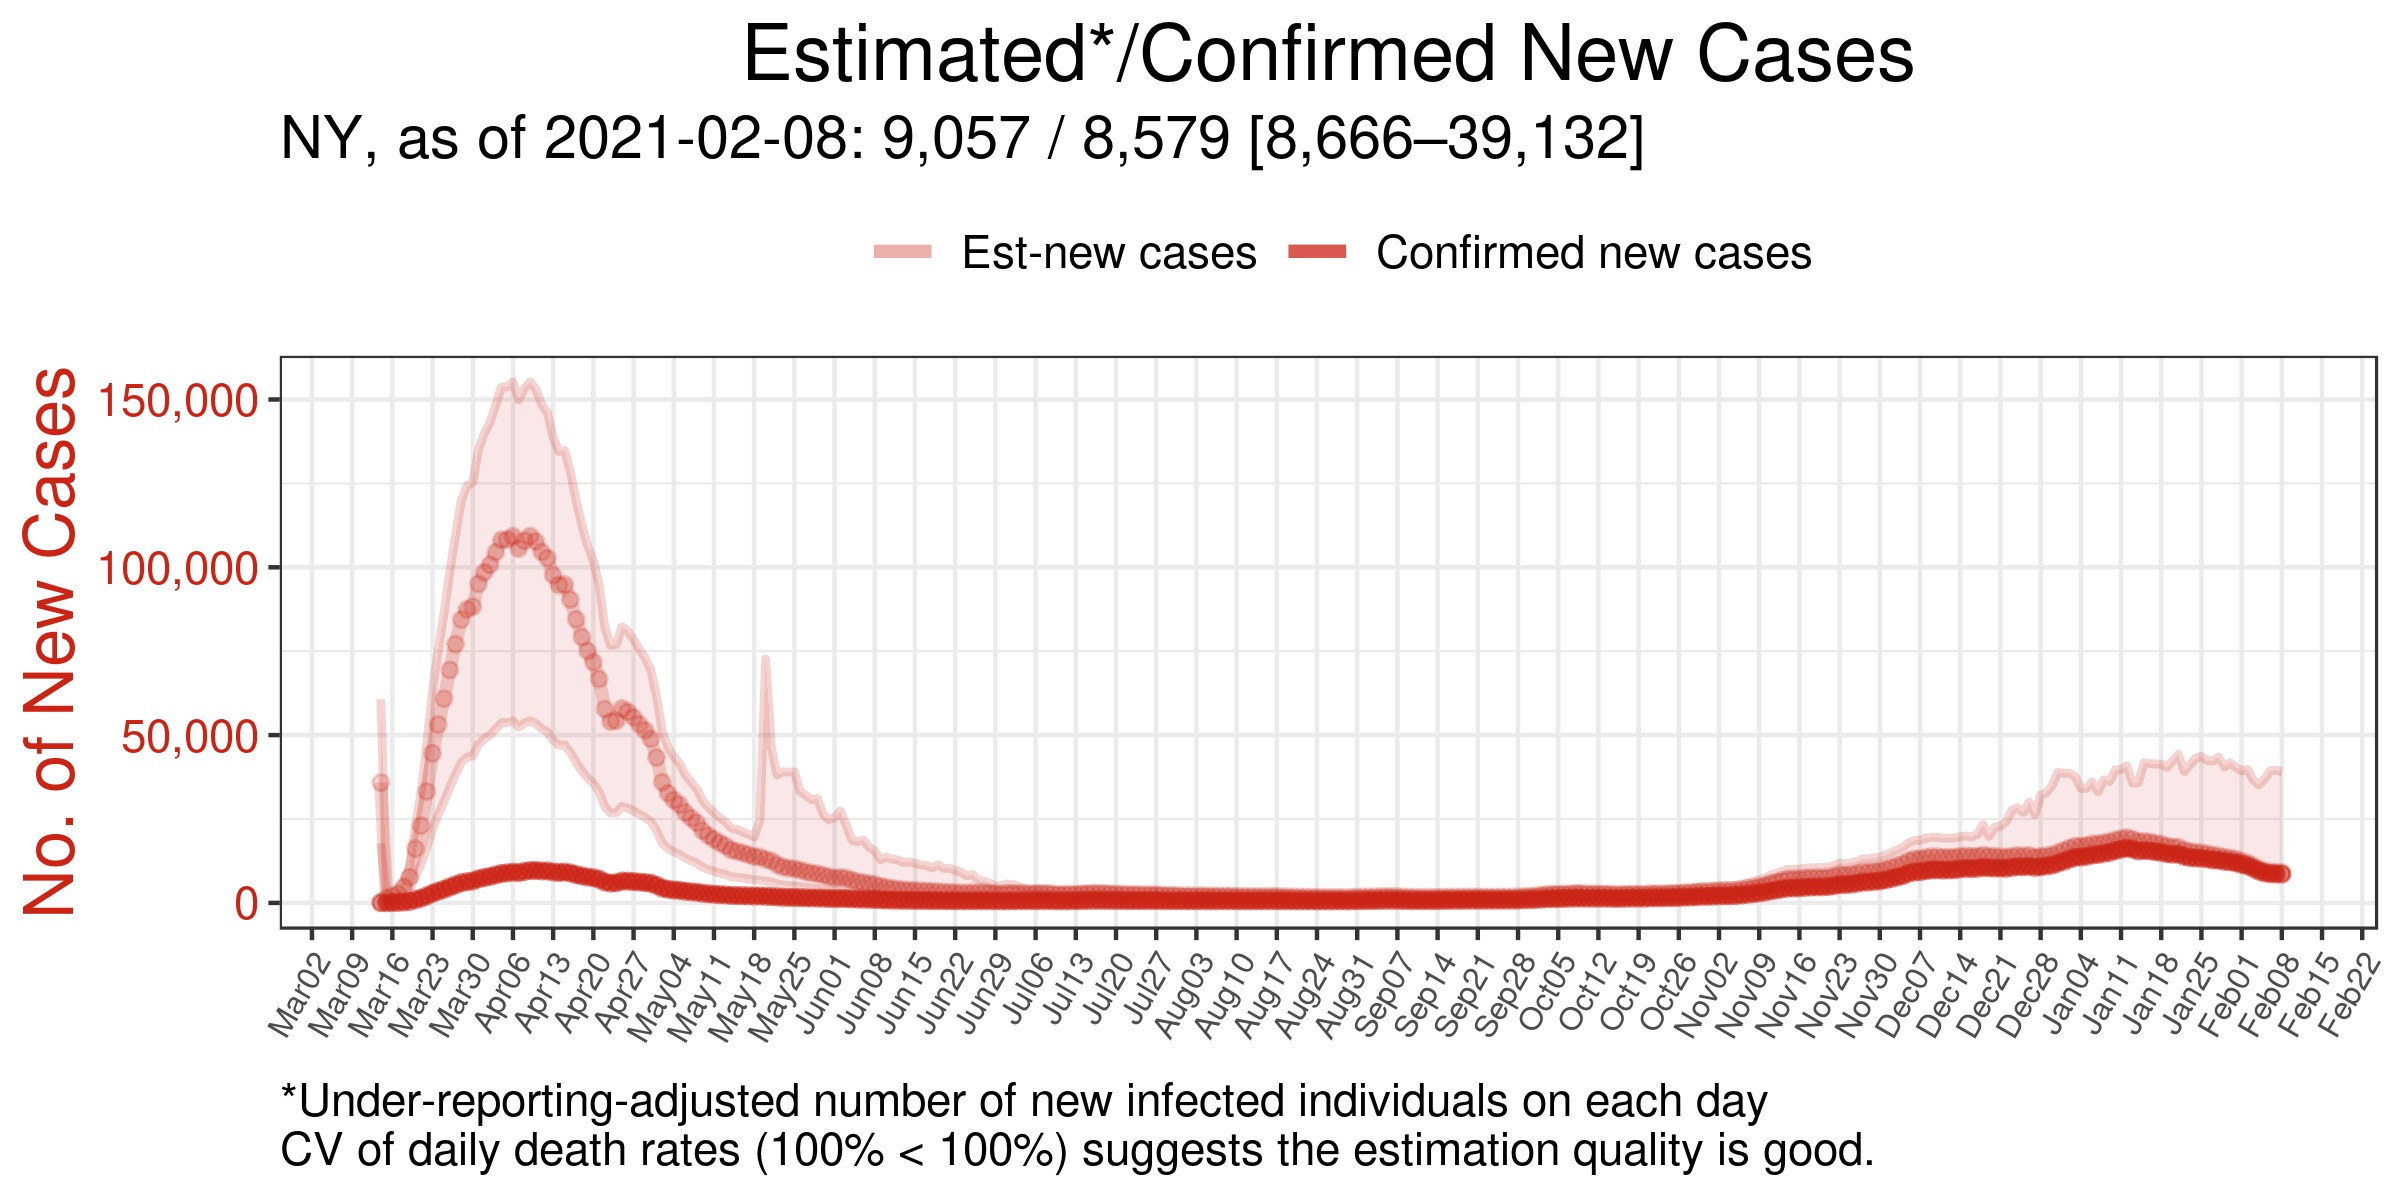 Estimated*/Confirmed New Cases
NY, as of 2021-02-08: 9,057 / 8,579 [8,666–39,132]
Est-new cases Confirmed new cases
No. of New Cases
150,000
100,000
50,000
0
Mar02 Mar09 Mar16 Mar23 Mar30 Apr06 Apr13 Apr20 Apr27 May04 May11 May18 May25 Jun01 Jun08 Jun15 Jun22 Jun29 Jul06 Jul13 Jul20 Jul27 Aug03 Aug10 Aug17 Aug24 Aug31 Sep07 Sep14 Sep21 Sep28 Oct05 Oct12 Oct19 Oct26 Nov02 Nov09 Nov16 Nov23 Nov30 Dec07 Dec14 Dec21 Dec28 Jan04 Jan11 Jan18 Jan25 Feb01 Feb08 Feb15 Feb22
*Under-reporting-adjusted number of new infected individuals on each day
CV of daily death rates (100% < 100%) suggests the estimation quality is good.